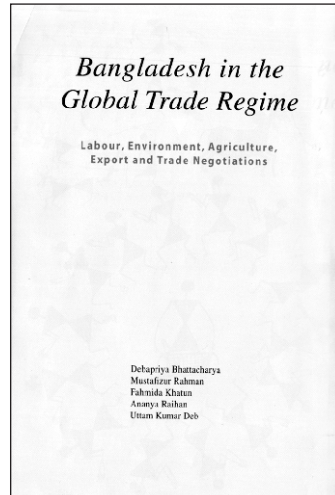 Bangladesh in the
Global Trade Regime
Labour, Environment, Agriculture,
Export and Trade Negotiations
Debapriya Bhattacharya
Mustafizur Rahman
Fahmida Khatun
Ananya Raihan
Uttam Kumar Deb